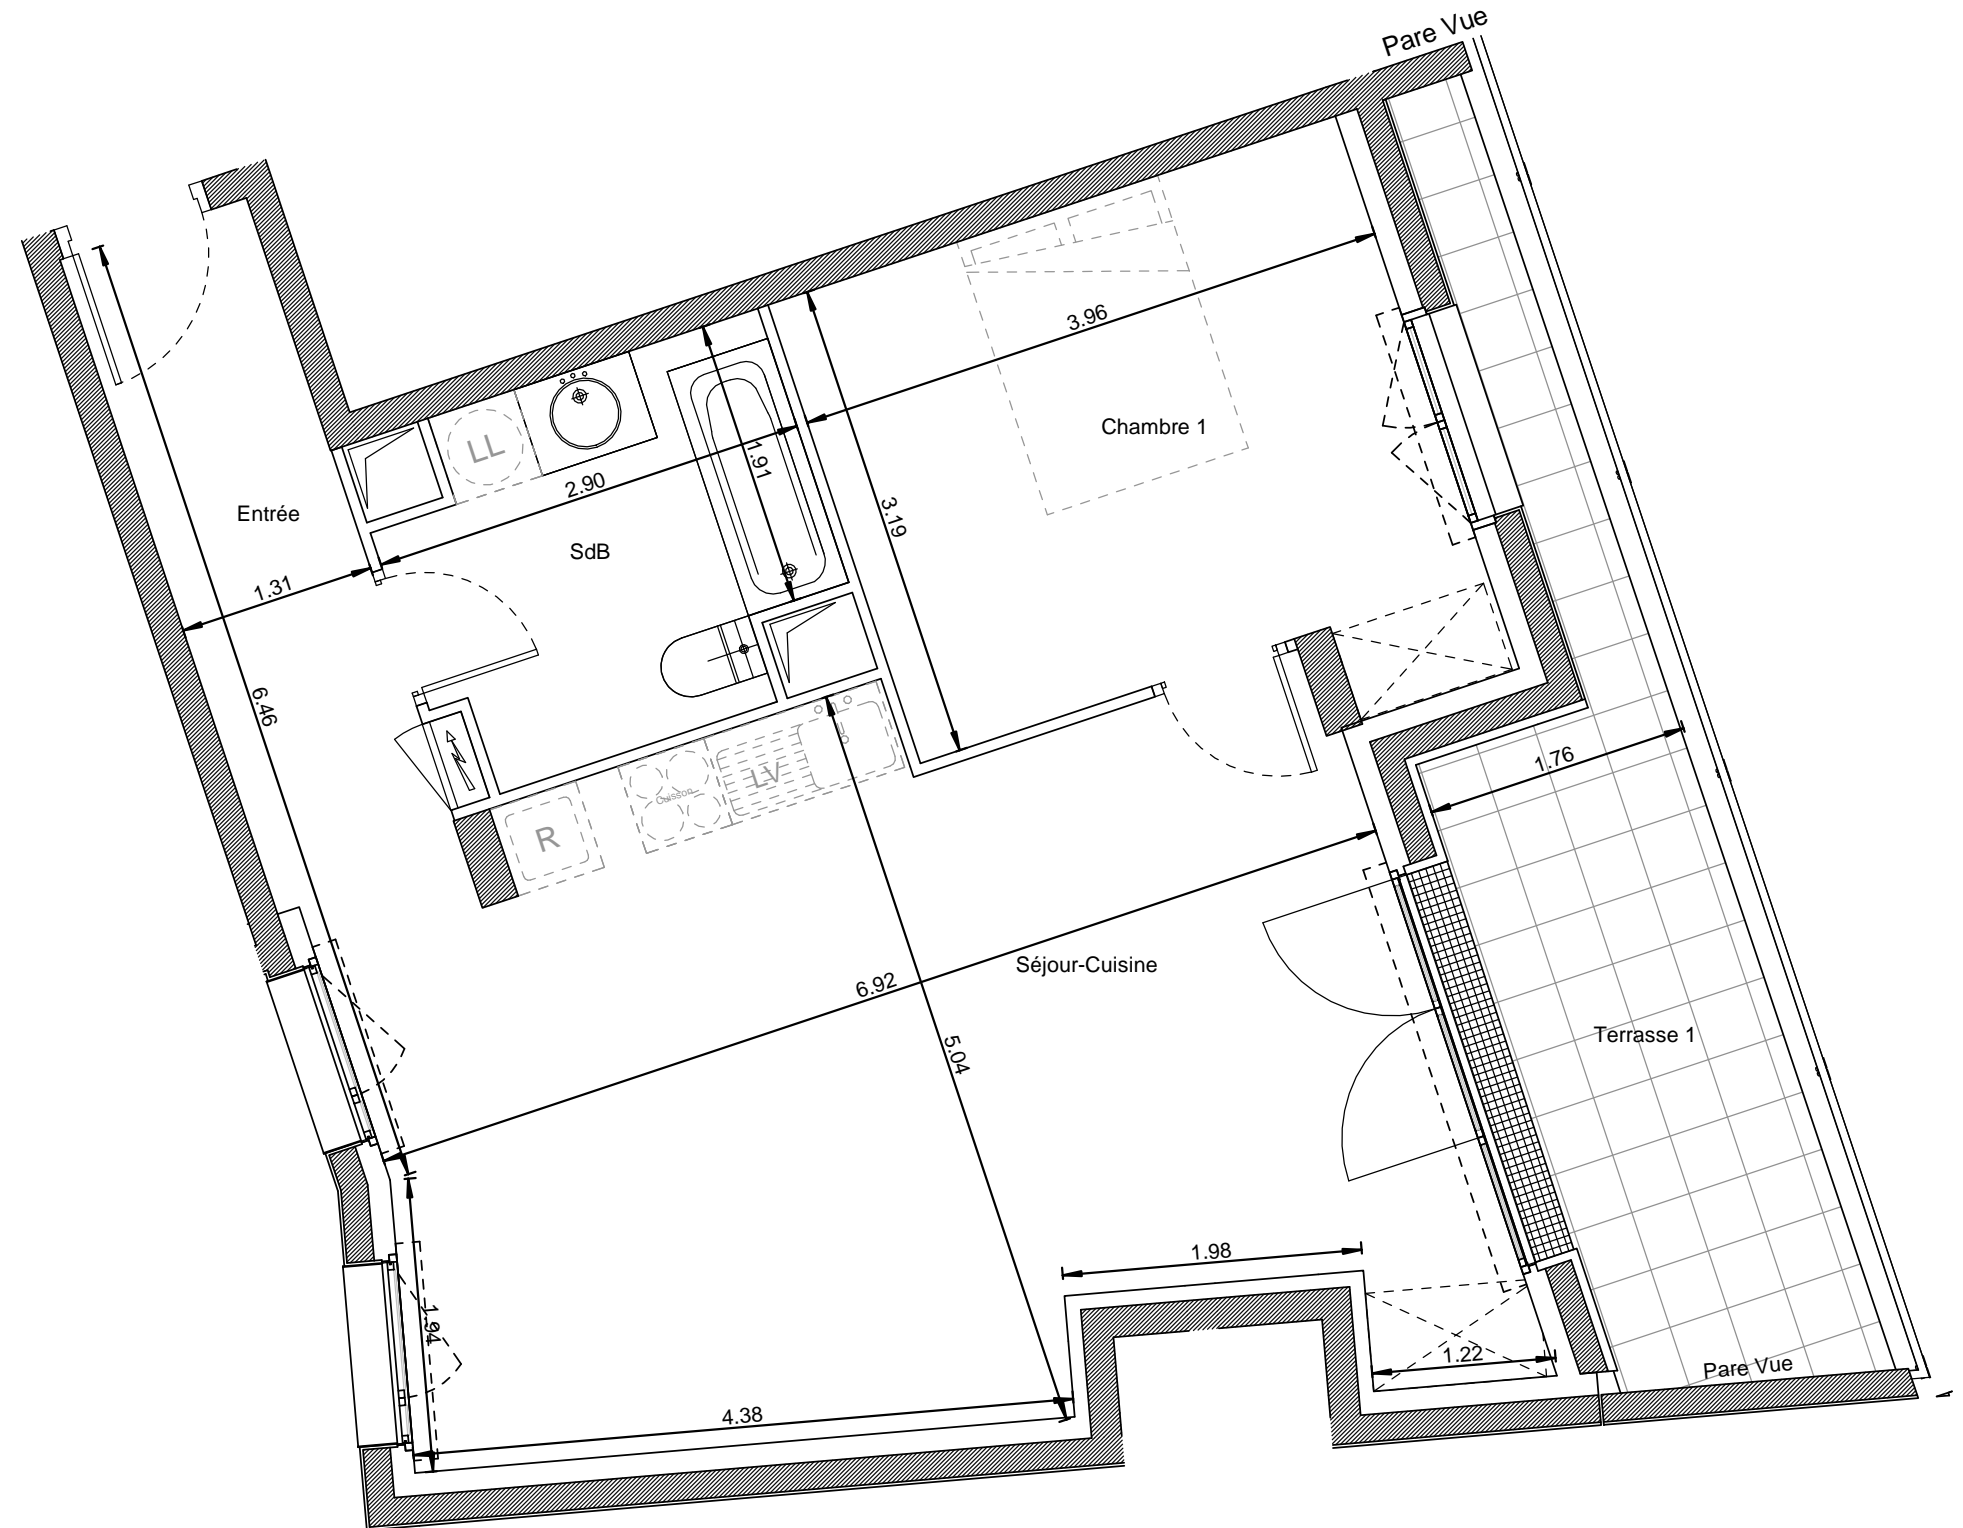 Pare Vue
3.96
LL
Chambre 1
1.91
2.90
Entrée
3.19
SdB
1.31
6.46
1.76
LV
Cuisson
R
Séjour-Cuisine
6.92
Terrasse 1
5.04
1.98
1.94
1.22
Pare Vue
4.38